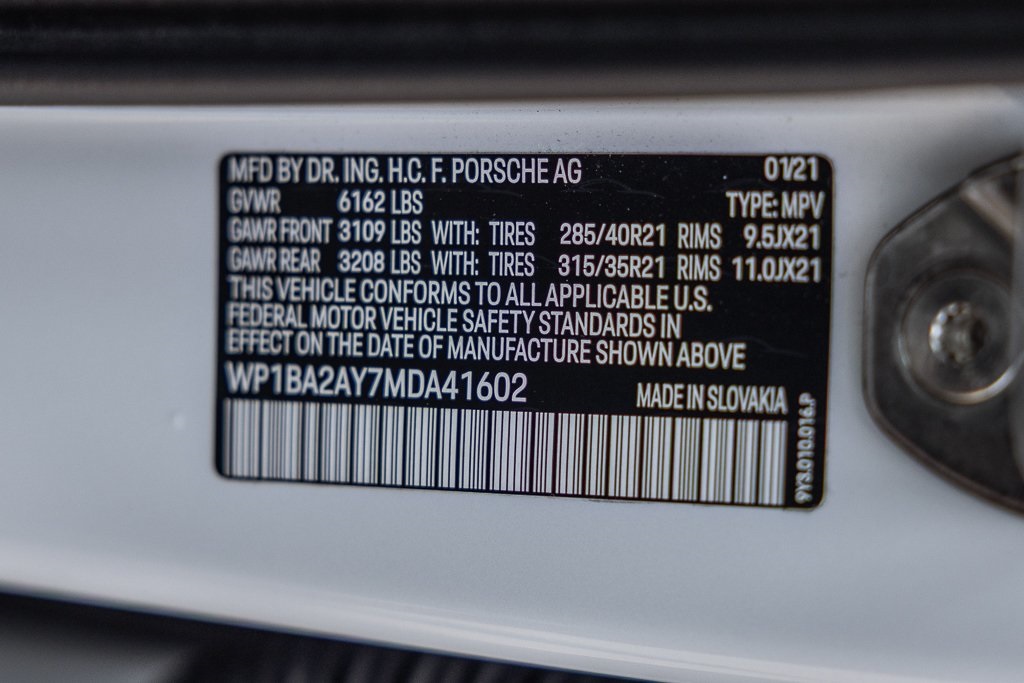 MFD BY DR. ING. H.C. F. PORSCHE AG 01/21
GVWR 6162 LBS TYPE: MPV
GAWR FRONT 3109 LBS WITH: TIRES 285/40R21 RIMS 9.5JX21
GAWR REAR 3208 LBS WITH: TIRES 315/35R21 RIMS 11.0JX21
THIS VEHICLE CONFORMS TO ALL APPLICABLE U.S.
FEDERAL MOTOR VEHICLE SAFETY STANDARDS IN
EFFECT ON THE DATE OF MANUFACTURE SHOWN ABOVE
WP1BA2AY7MDA41602 MADE IN SLOVAKIA
9Y3.010.016.P